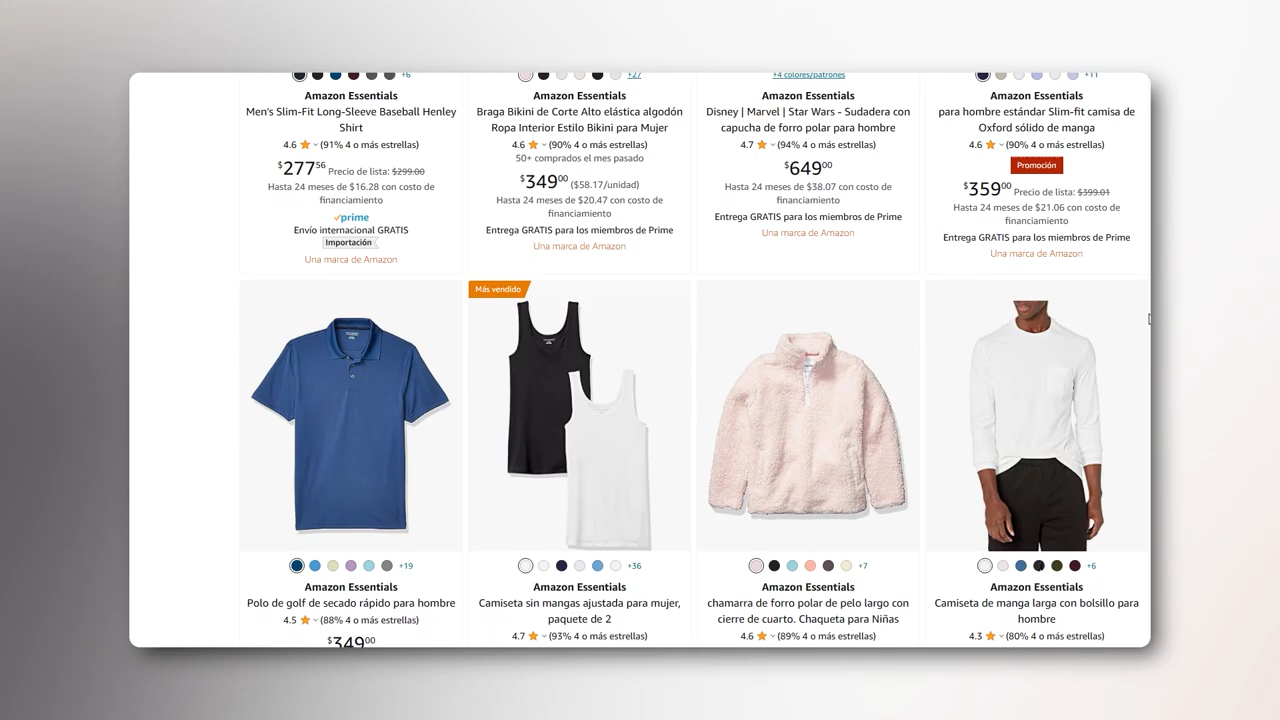 +6
+27
+4 colores/patrones
+11
Amazon Essentials
Men's Slim-Fit Long-Sleeve Baseball Henley
Shirt
4.6 (91% 4 o más estrellas)
$277.56 Precio de lista: $299.00
Hasta 24 meses de $16.28 con costo de
financiamiento
prime
Envío internacional GRATIS
Importación
Una marca de Amazon
Amazon Essentials
Braga Bikini de Corte Alto elástica algodón
Ropa Interior Estilo Bikini para Mujer
4.6 (90% 4 o más estrellas)
50+ comprados el mes pasado
$349.00 ($58.17/unidad)
Hasta 24 meses de $20.47 con costo de
financiamiento
Entrega GRATIS para los miembros de Prime
Una marca de Amazon
Amazon Essentials
Disney | Marvel | Star Wars - Sudadera con
capucha de forro polar para hombre
4.7 (94% 4 o más estrellas)
$649.00
Hasta 24 meses de $38.07 con costo de
financiamiento
Entrega GRATIS para los miembros de Prime
Una marca de Amazon
Amazon Essentials
para hombre estándar Slim-fit camisa de
Oxford sólido de manga
4.6 (90% 4 o más estrellas)
Promoción
$359.00 Precio de lista: $399.01
Hasta 24 meses de $21.06 con costo de
financiamiento
Entrega GRATIS para los miembros de Prime
Una marca de Amazon
Más vendido
+19
Amazon Essentials
Polo de golf de secado rápido para hombre
4.5 (88% 4 o más estrellas)
$349.00
+36
Amazon Essentials
Camiseta sin mangas ajustada para mujer,
paquete de 2
4.7 (93% 4 o más estrellas)
+7
Amazon Essentials
chamarra de forro polar de pelo largo con
cierre de cuarto. Chaqueta para Niñas
4.6 (89% 4 o más estrellas)
+6
Amazon Essentials
Camiseta de manga larga con bolsillo para
hombre
4.3 (80% 4 o más estrellas)